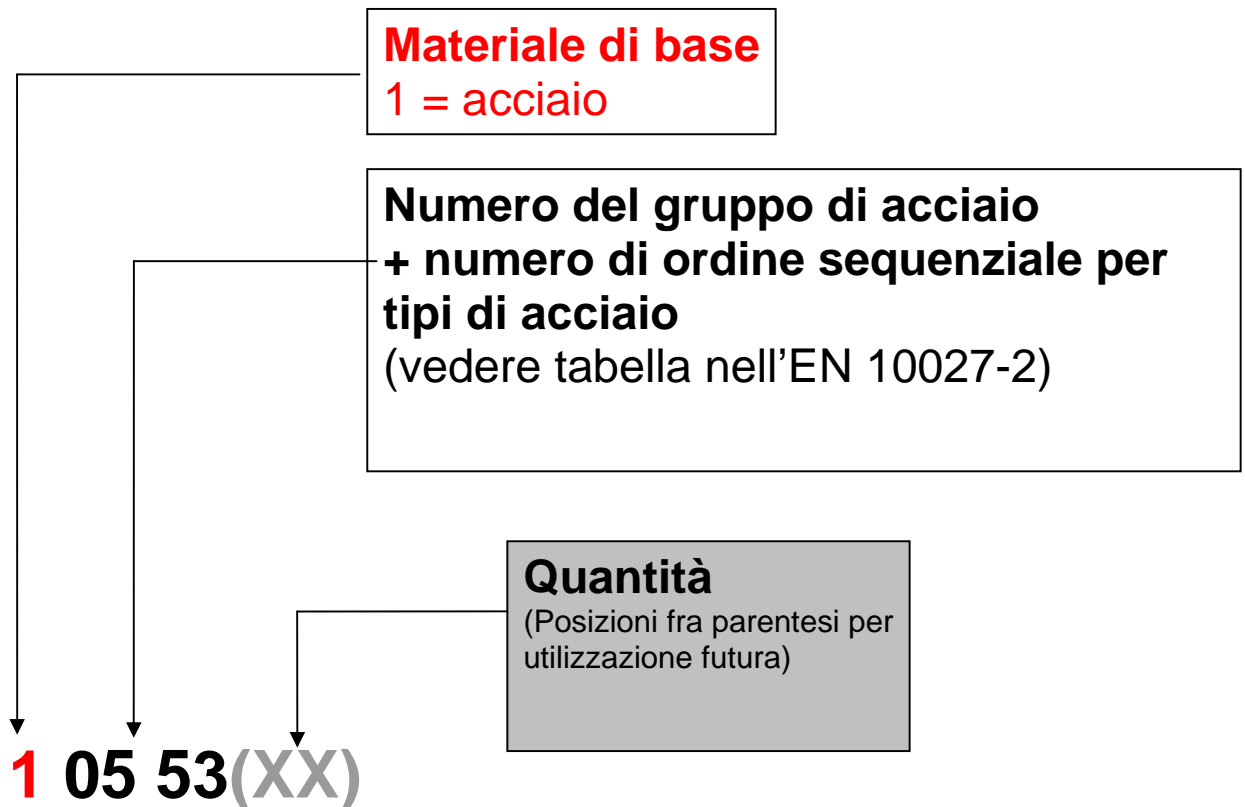 Materiale di base
1 = acciaio
Numero del gruppo di acciaio
+ numero di ordine sequenziale per
tipi di acciaio
(vedere tabella nell'EN 10027-2)
Quantità
(Posizioni fra parentesi per
utilizzazione futura)
1 05 53(XX)